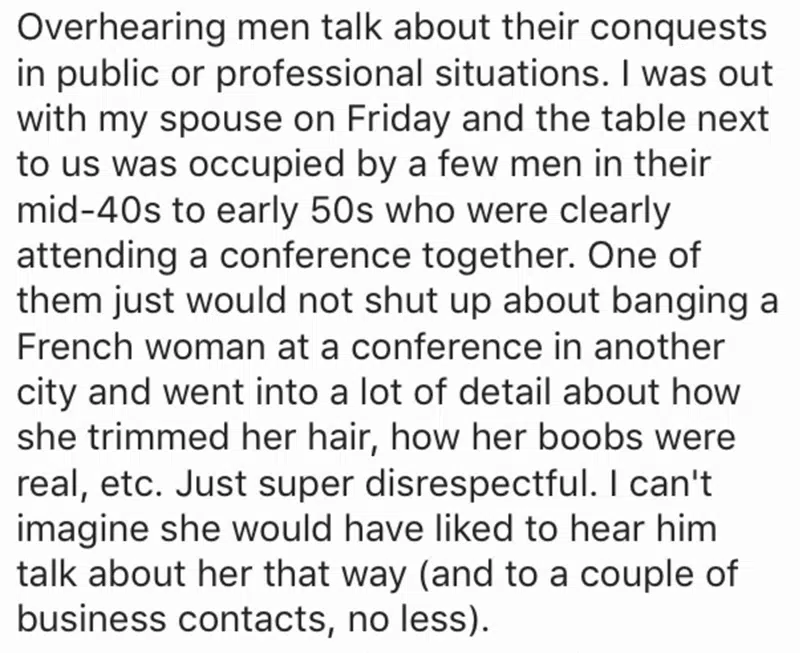 Overhearing men talk about their conquests
in public or professional situations. I was out
with my spouse on Friday and the table next
to us was occupied by a few men in their
mid-40s to early 50s who were clearly
attending a conference together. One of
them just would not shut up about banging a
French woman at a conference in another
city and went into a lot of detail about how
she trimmed her hair, how her boobs were
real, etc. Just super disrespectful. I can't
imagine she would have liked to hear him
talk about her that way (and to a couple of
business contacts, no less).